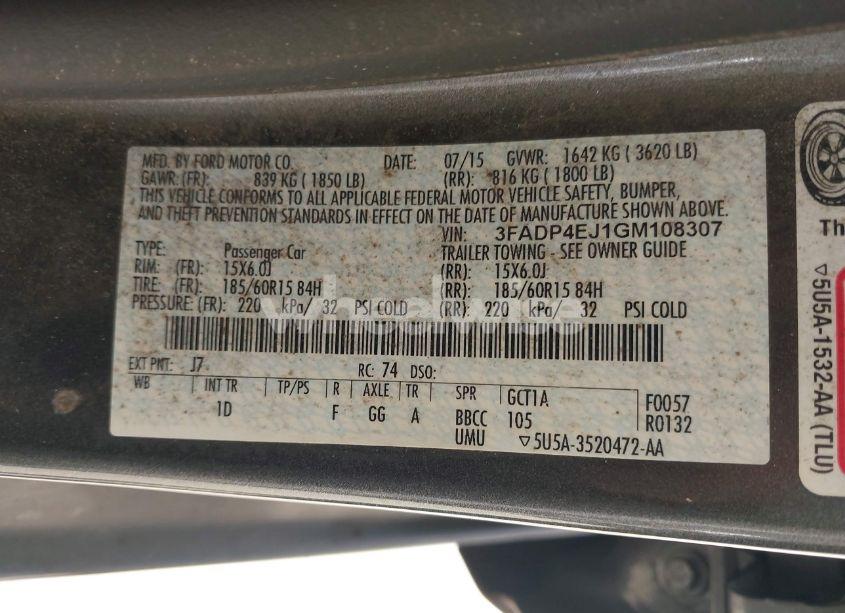 MFD. BY FORD MOTOR CO. DATE: 07/15 GVWR: 1642 KG ( 3620 LB)
GAWR: (FR): 839 KG ( 1850 LB) (RR): 816 KG ( 1800 LB)
THIS VEHICLE CONFORMS TO ALL APPLICABLE FEDERAL MOTOR VEHICLE SAFETY, BUMPER,
AND THEFT PREVENTION STANDARDS IN EFFECT ON THE DATE OF MANUFACTURE SHOWN ABOVE.
VIN: 3FADP4EJ1GM108307
TYPE: Passenger Car TRAILER TOWING - SEE OWNER GUIDE
RIM: (FR): 15X6.0J (RR): 15X6.0J
TIRE: (FR): 185/60R15 84H (RR): 185/60R15 84H
PRESSURE: (FR): 220 kPa/ 32 PSI COLD (RR): 220 kPa/ 32 PSI COLD
EXT PNT: J7 RC: 74 DSO:
WB INT TR TP/PS R AXLE TR SPR GCT1A F0057
1D F GG A BBCC 105 R0132
UMU ▽5U5A-3520472-AA
Th
▽5U5A-1532-AA (TLU)